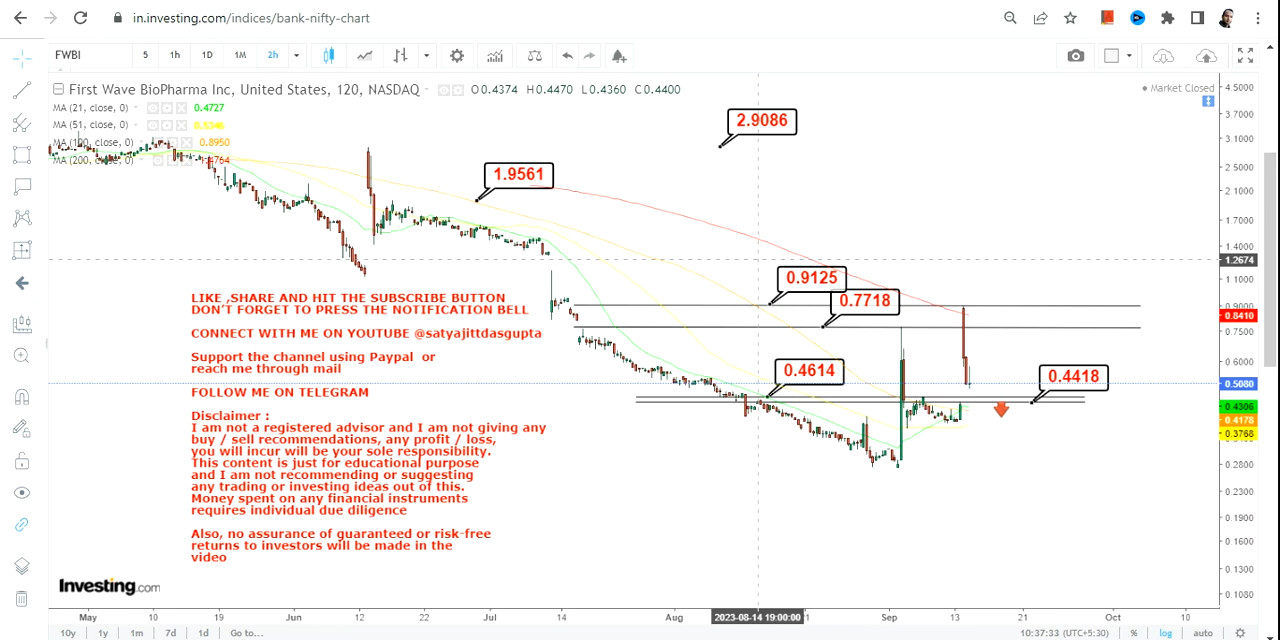 in.investing.com/indices/bank-nifty-chart
FWBI
5
1h
1D
1M
2h
First Wave BioPharma Inc, United States, 120, NASDAQ
O0.4374 H0.4470 L0.4360 C0.4400
Market Closed
MA (21, close, 0)
0.4727
MA (51, close, 0)
MA (100, close, 0)
0.8950
MA (200, close, 0)
2.9086
1.9561
0.9125
0.7718
0.4614
0.4418
LIKE ,SHARE AND HIT THE SUBSCRIBE BUTTON
DON'T FORGET TO PRESS THE NOTIFICATION BELL
CONNECT WITH ME ON YOUTUBE @satyajittdasgupta
Support the channel using Paypal or
reach me through mail
FOLLOW ME ON TELEGRAM
Disclaimer :
I am not a registered advisor and I am not giving any
buy / sell recommendations, any profit / loss,
you will incur will be your sole responsibility.
This content is just for educational purpose
and I am not recommending or suggesting
any trading or investing ideas out of this.
Money spent on any financial instruments
requires individual due diligence
Also, no assurance of guaranteed or risk-free
returns to investors will be made in the
video
4.5000
3.7000
3.1000
2.5000
2.1000
1.7000
1.4000
1.2674
1.1000
0.9000
0.8410
0.7500
0.6000
0.5080
0.4306
0.4178
0.3768
0.2800
0.2300
0.1900
0.1600
0.1300
0.1080
Investing.com
May
10
19
Jun
12
22
Jul
14
Aug
2023-08-14 19:00:00
Sep
13
21
Oct
10
10y
1y
1m
7d
1d
Go to...
10:37:33 (UTC+5:30)
%
log
auto